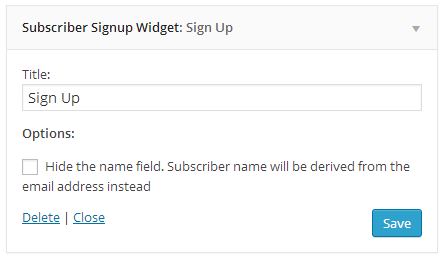 Subscriber Signup Widget: Sign Up
Title:
Sign Up
Options:
Hide the name field. Subscriber name will be derived from the
email address instead
Delete | Close
Save